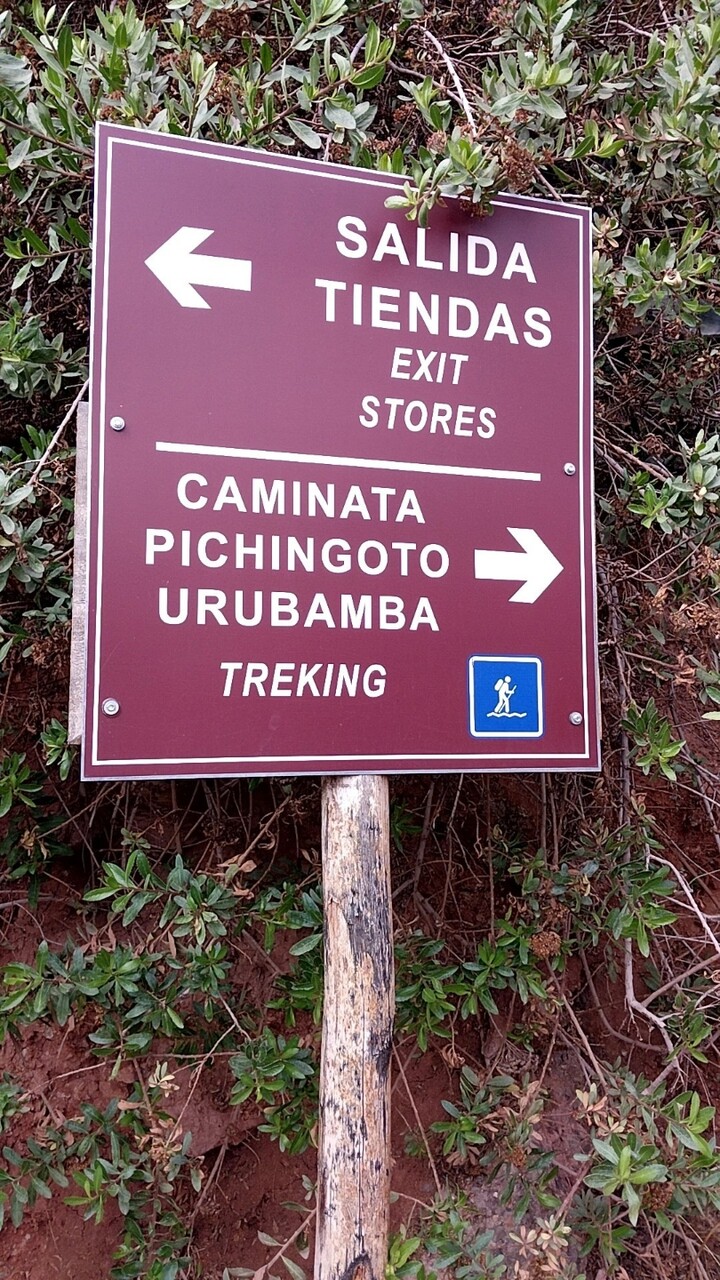 SALIDA
TIENDAS
EXIT
STORES
CAMINATA
PICHINGOTO
URUBAMBA
TREKING